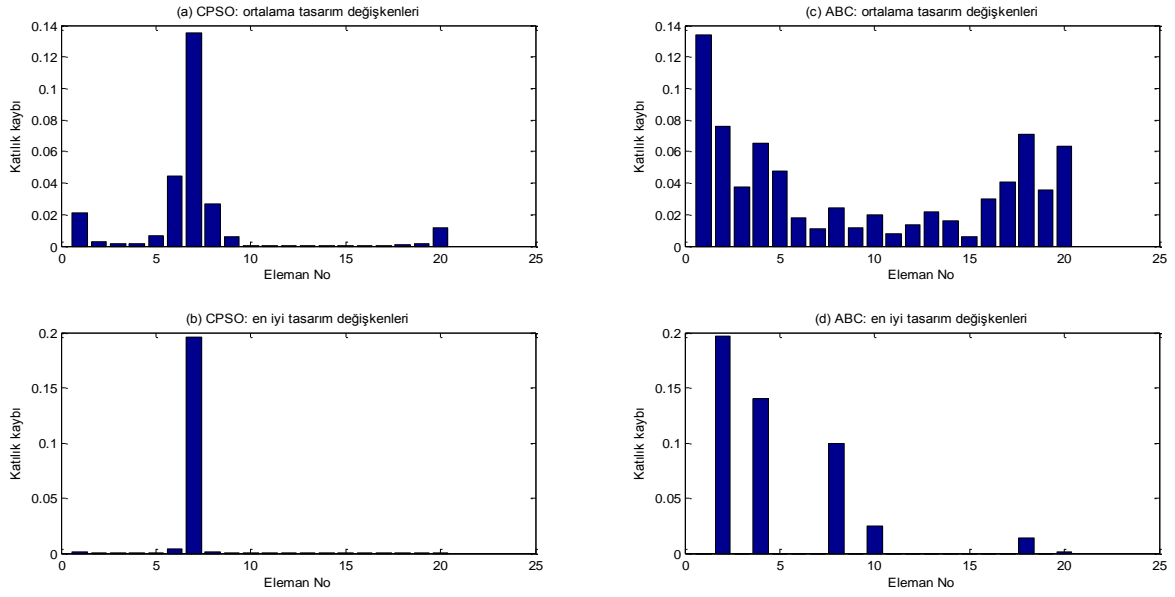 (a) CPSO: ortalama tasarım değişkenleri
0.14
0.12
0.1
0.08
0.06
0.04
0.02
0
Katılık kaybı
0 5 10 15 20 25
Eleman No
(c) ABC: ortalama tasarım değişkenleri
0.14
0.12
0.1
0.08
0.06
0.04
0.02
0
Katılık kaybı
0 5 10 15 20 25
Eleman No
(b) CPSO: en iyi tasarım değişkenleri
0.2
0.15
0.1
0.05
0
Katılık kaybı
0 5 10 15 20 25
Eleman No
(d) ABC: en iyi tasarım değişkenleri
0.2
0.15
0.1
0.05
0
Katılık kaybı
0 5 10 15 20 25
Eleman No